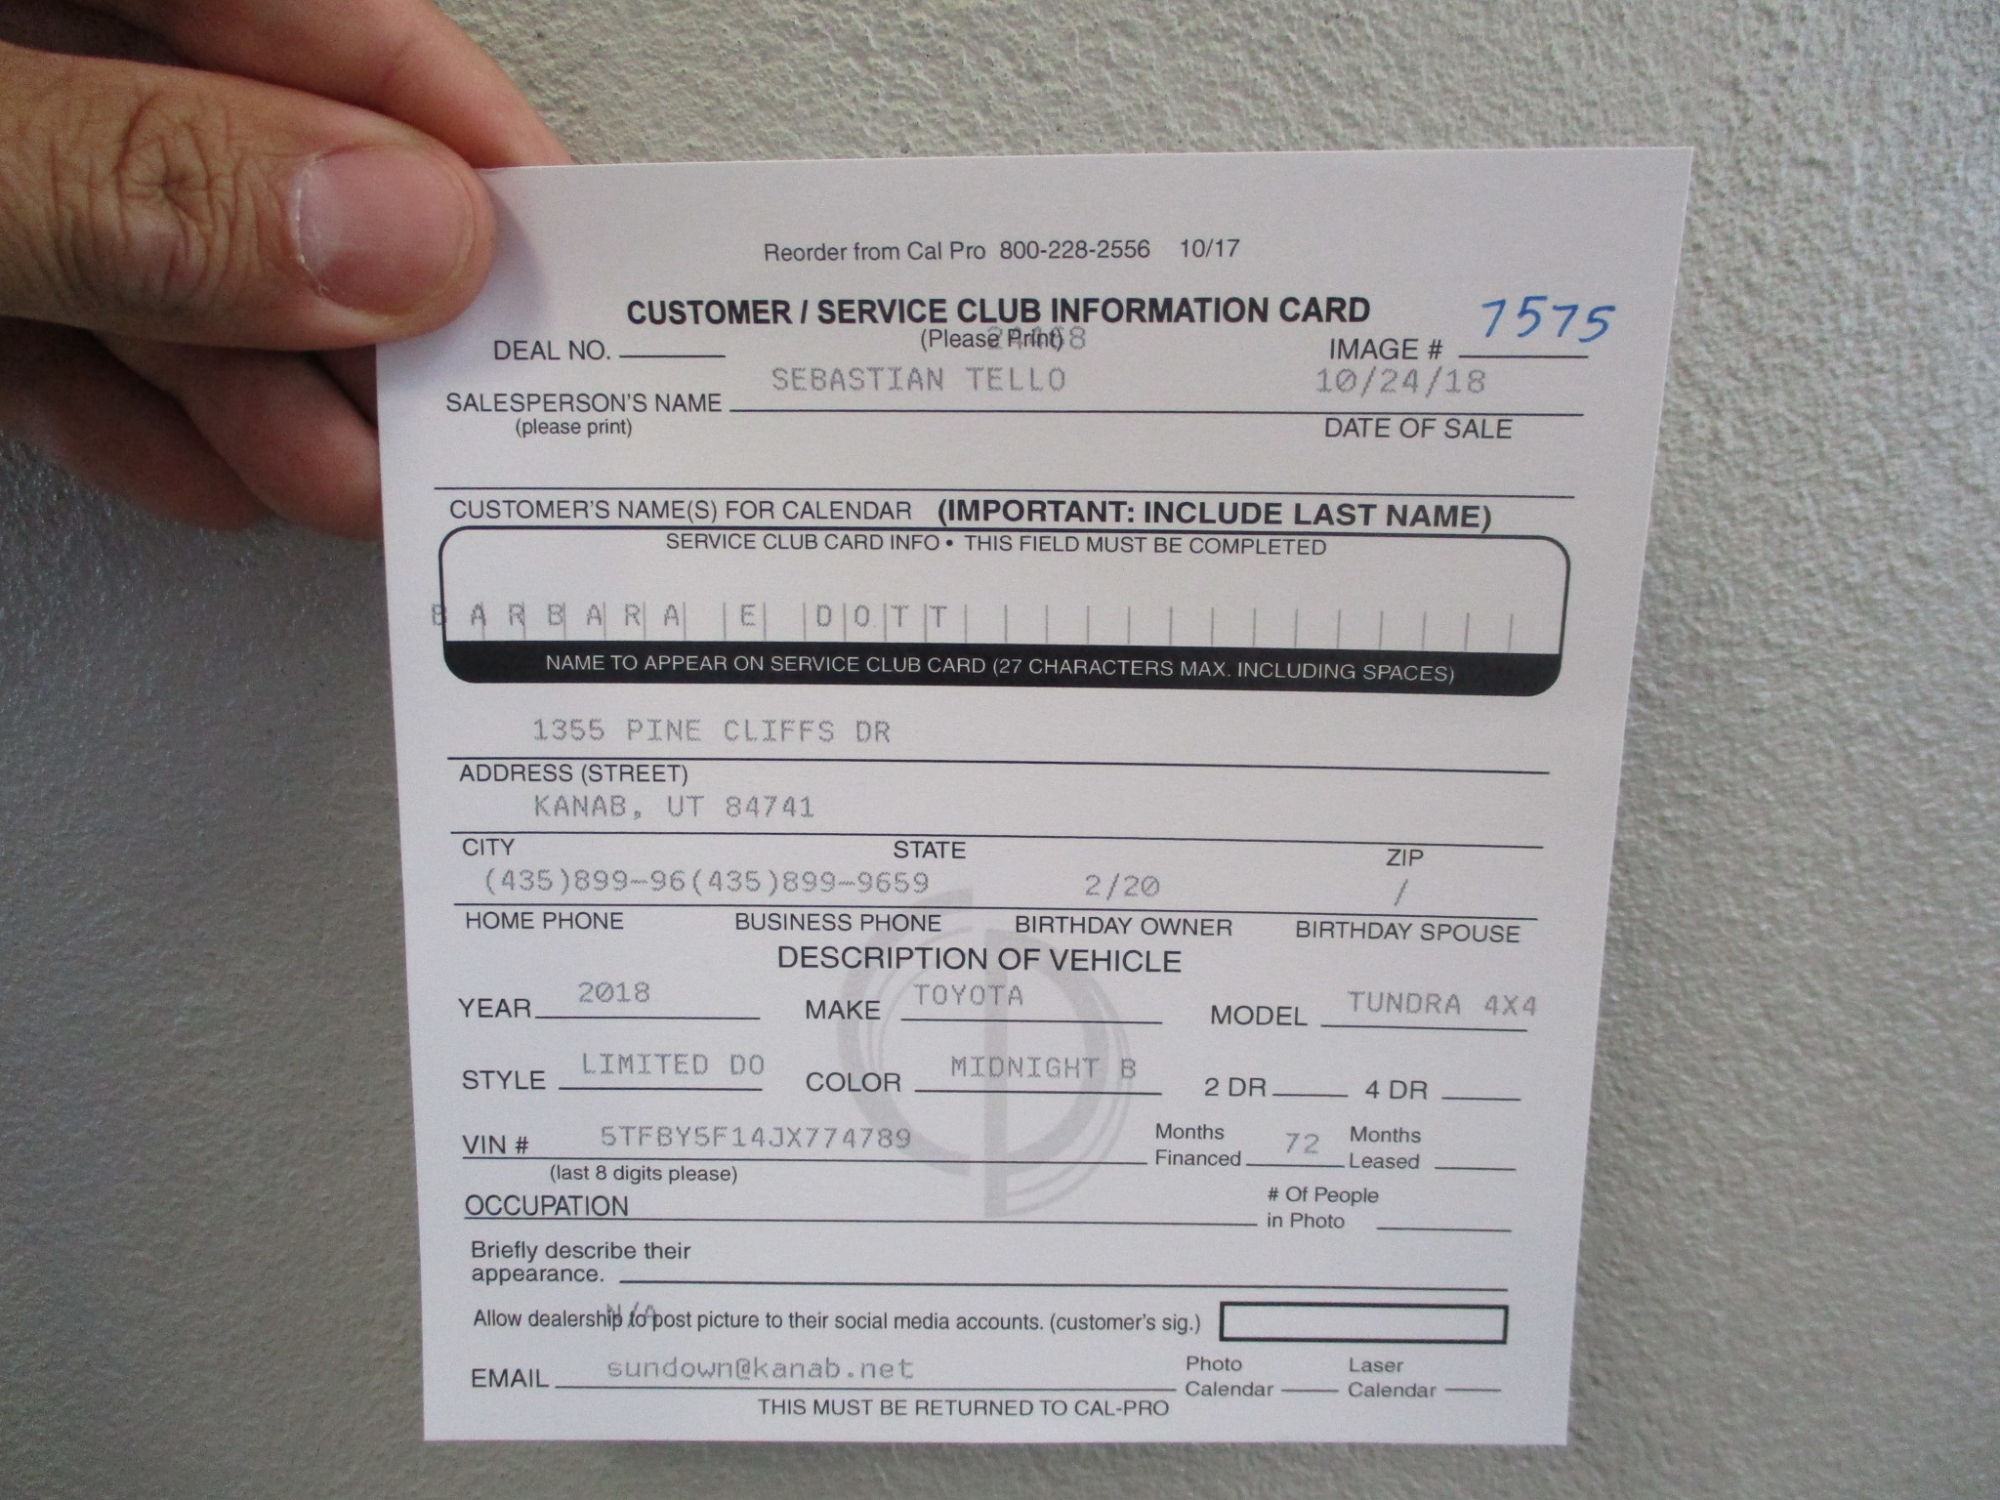 Reorder from Cal Pro 800-228-2556 10/17
CUSTOMER / SERVICE CLUB INFORMATION CARD 7575
(Please Print)
DEAL NO. IMAGE #
SEBASTIAN TELLO 10/24/18
SALESPERSON'S NAME
(please print) DATE OF SALE
CUSTOMER'S NAME(S) FOR CALENDAR (IMPORTANT: INCLUDE LAST NAME)
SERVICE CLUB CARD INFO • THIS FIELD MUST BE COMPLETED
BARBARA E DOTT
NAME TO APPEAR ON SERVICE CLUB CARD (27 CHARACTERS MAX. INCLUDING SPACES)
1355 PINE CLIFFS DR
ADDRESS (STREET)
KANAB, UT 84741
CITY STATE ZIP
(435)899-96(435)899-9659 2/20 /
HOME PHONE BUSINESS PHONE BIRTHDAY OWNER BIRTHDAY SPOUSE
DESCRIPTION OF VEHICLE
YEAR 2018 MAKE TOYOTA MODEL TUNDRA 4X4
STYLE LIMITED DO COLOR MIDNIGHT B 2 DR 4 DR
VIN # 5TFBY5F14JX774789 Months Financed 72 Months Leased
(last 8 digits please)
OCCUPATION # Of People in Photo
Briefly describe their
appearance.
N/A
Allow dealership to post picture to their social media accounts. (customer's sig.)
EMAIL sundown@kanab.net Photo Calendar Laser Calendar
THIS MUST BE RETURNED TO CAL-PRO